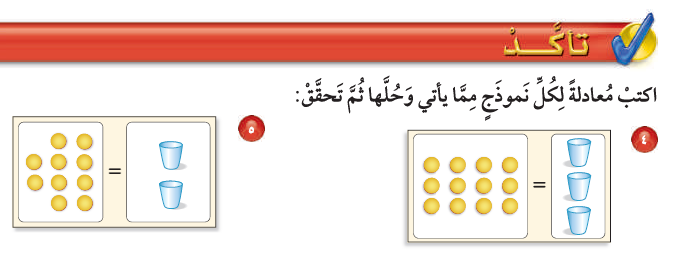 تأكَّدْ
اكتبْ مُعادلةً لِكُلِّ نَموذَجٍ مِمَّا يأتي وَحُلَّها ثُمَّ تَحقَّقْ:
٤
=
٥
=